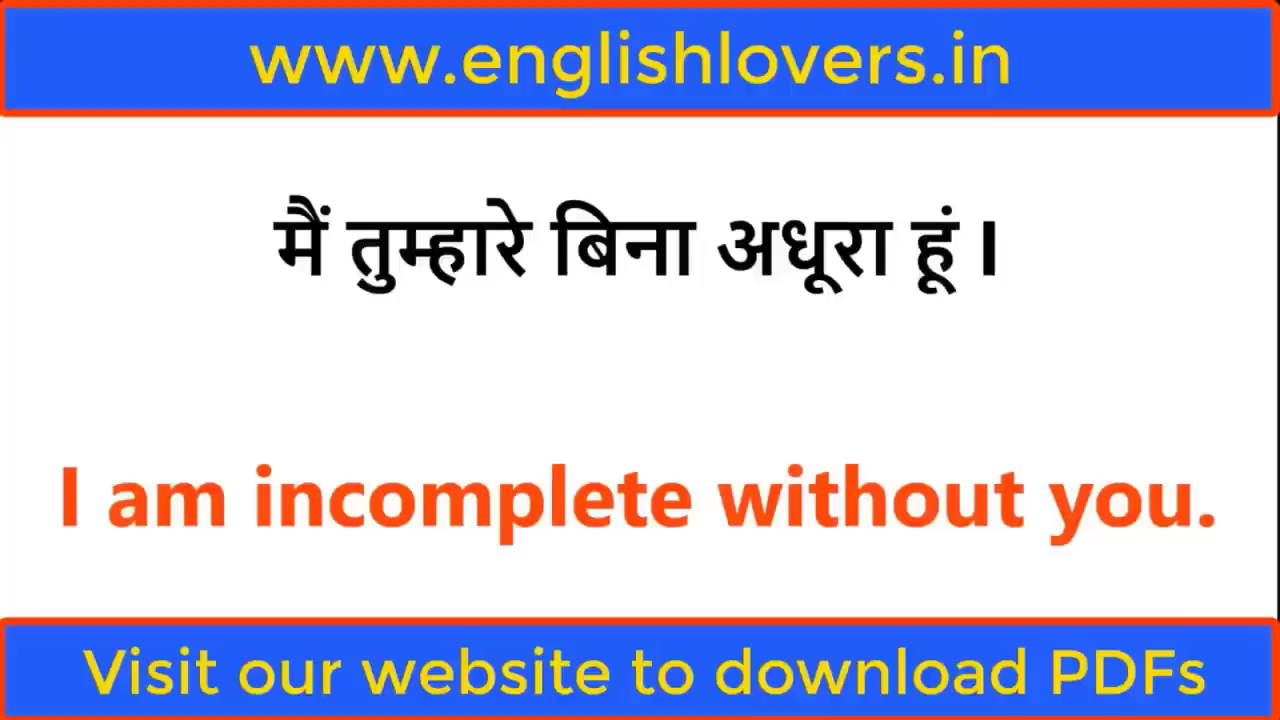 www.englishlovers.in
मैं तुम्हारे बिना अधूरा हूं ।
I am incomplete without you.
Visit our website to download PDFs